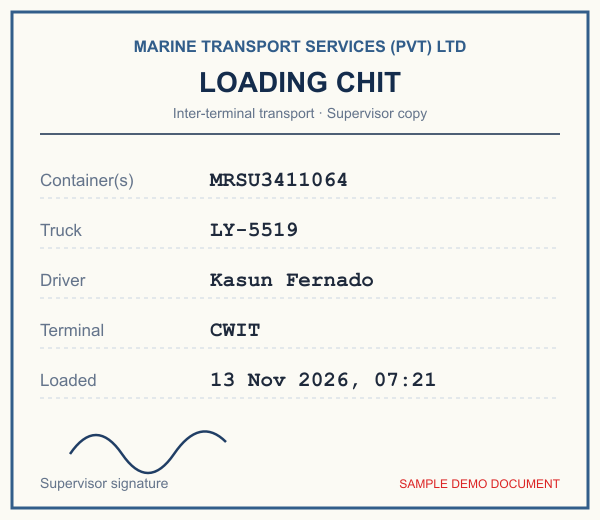 MARINE TRANSPORT SERVICES (PVT) LTD
LOADING CHIT
Inter-terminal transport · Supervisor copy
Container(s) MRSU3411064
Truck LY-5519
Driver Kasun Fernado
Terminal CWIT
Loaded 13 Nov 2026, 07:21
Supervisor signature SAMPLE DEMO DOCUMENT